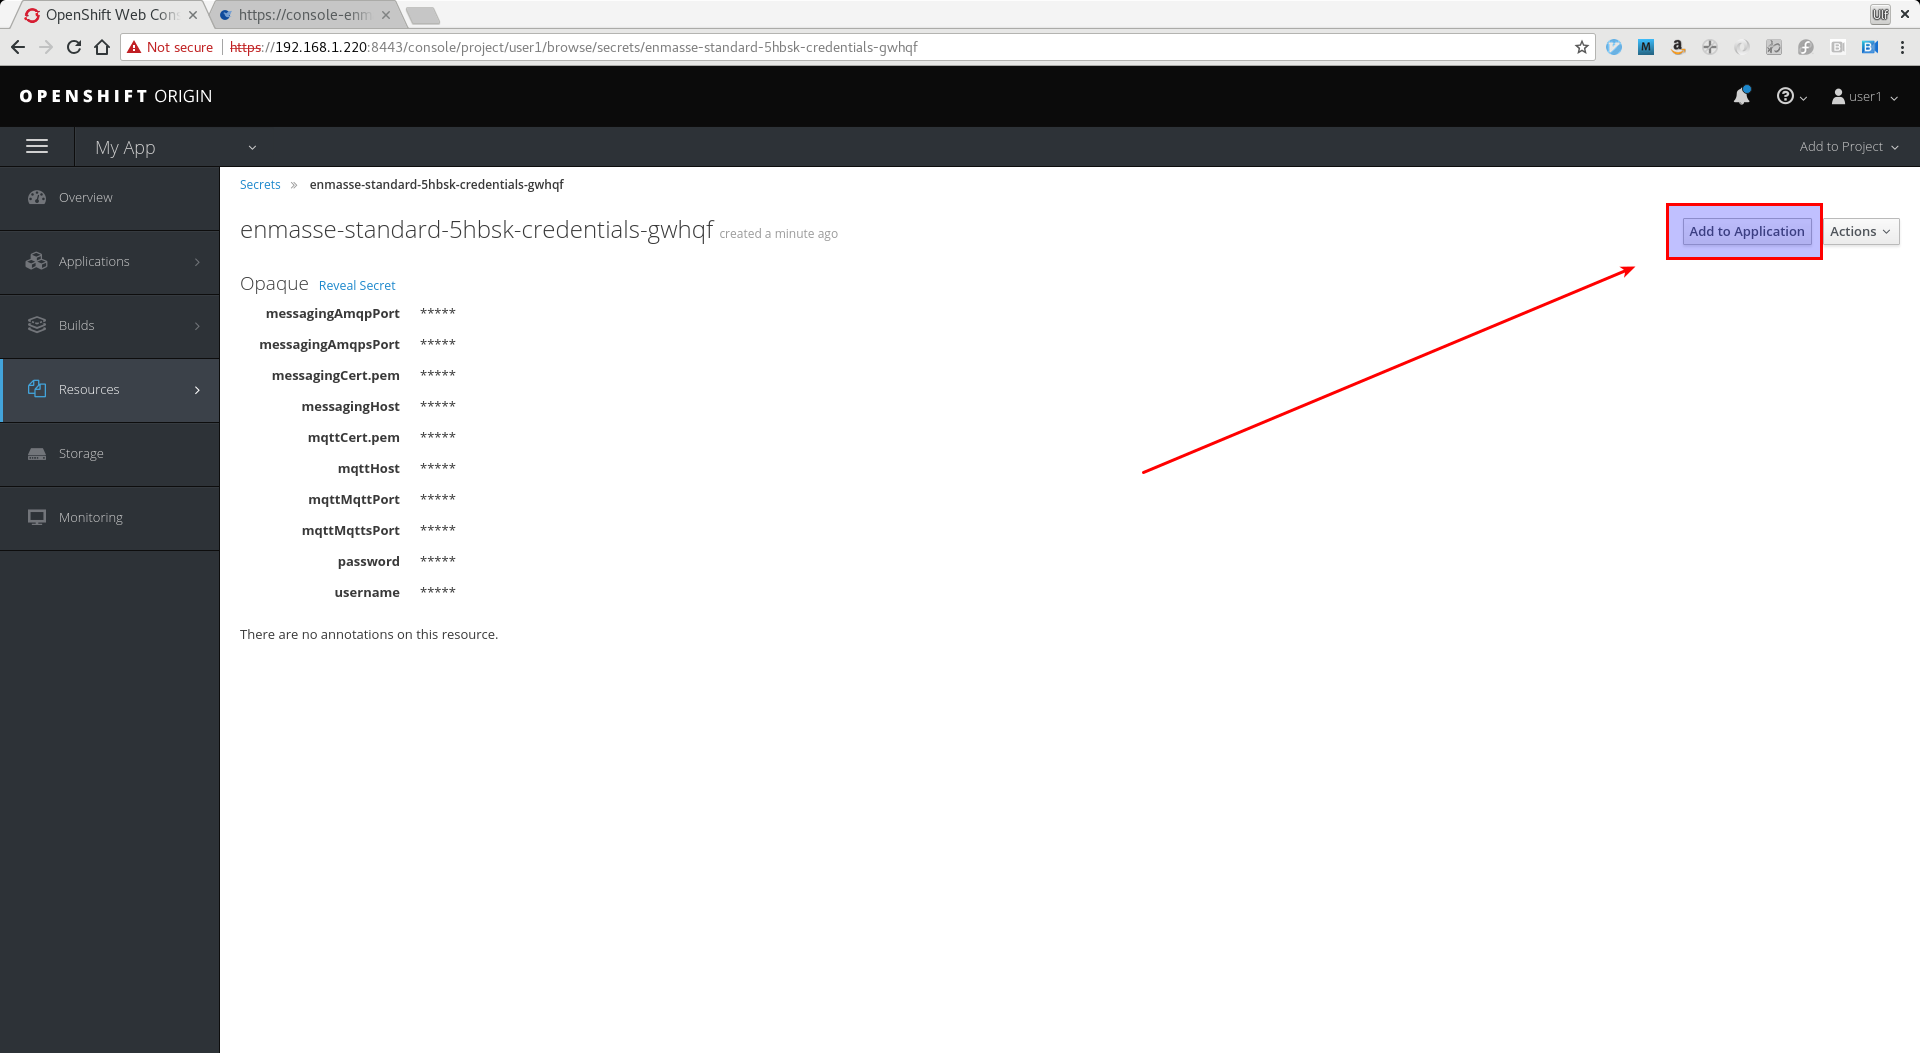 OpenShift Web Con
https://console-enm
Ulf
Not secure
https://192.168.1.220:8443/console/project/user1/browse/secrets/enmasse-standard-5hbsk-credentials-gwhqf
OPENSHIFT ORIGIN
user1
My App
Add to Project
Overview
Applications
Builds
Resources
Storage
Monitoring
Secrets » enmasse-standard-5hbsk-credentials-gwhqf
enmasse-standard-5hbsk-credentials-gwhqf created a minute ago
Add to Application
Actions
Opaque Reveal Secret
messagingAmqpPort *****
messagingAmqpsPort *****
messagingCert.pem *****
messagingHost *****
mqttCert.pem *****
mqttHost *****
mqttMqttPort *****
mqttMqttsPort *****
password *****
username *****
There are no annotations on this resource.